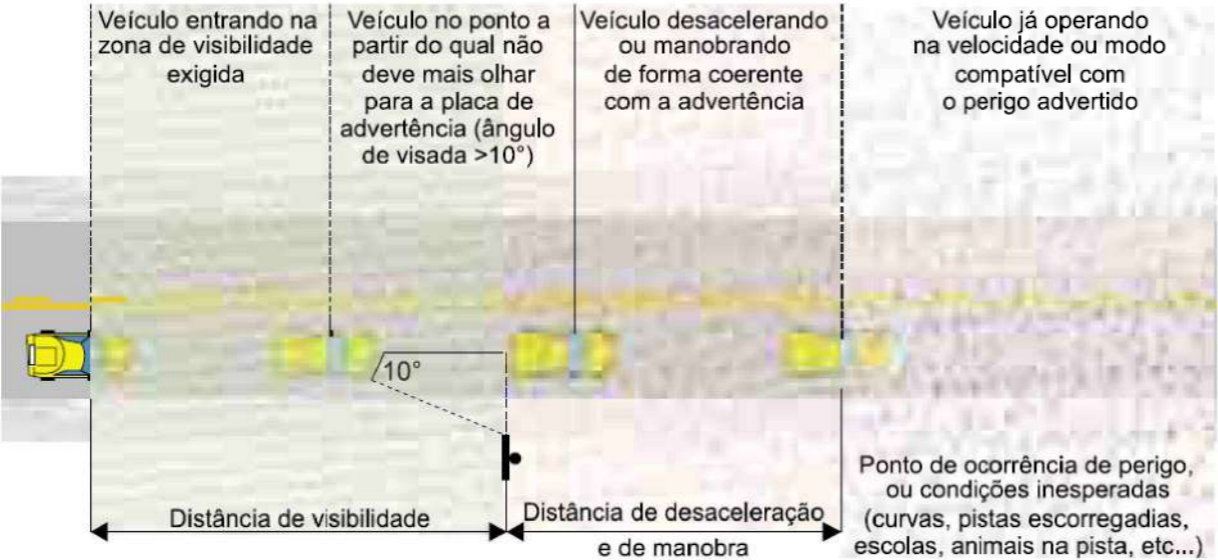 Veículo entrando na
zona de visibilidade
exigida
Veículo no ponto a
partir do qual não
deve mais olhar
para a placa de
advertência (ângulo
de visada >10°)
Veículo desacelerando
ou manobrando
de forma coerente
com a advertência
Veículo já operando
na velocidade ou modo
compatível com
o perigo advertido
10°
Distância de visibilidade
Distância de desaceleração
e de manobra
Ponto de ocorrência de perigo,
ou condições inesperadas
(curvas, pistas escorregadias,
escolas, animais na pista, etc...)